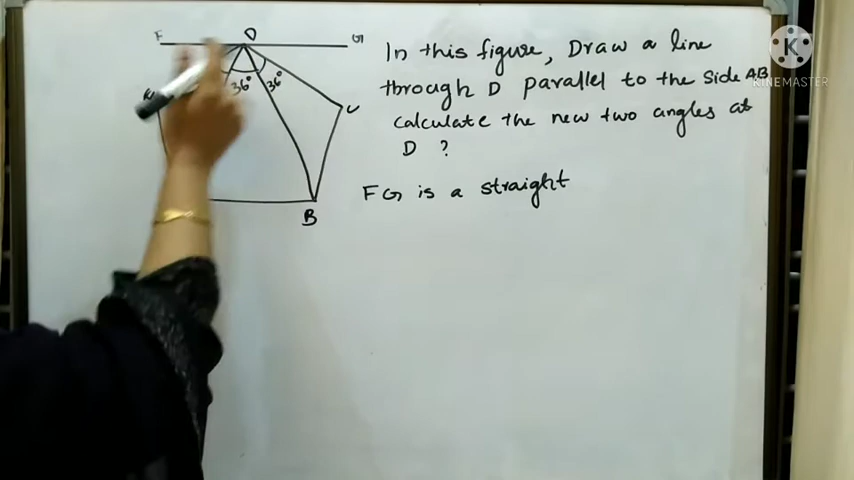 F D G
36° 36°
E C
B
In this figure, Draw a line
through D parallel to the side AB
calculate the new two angles at
D ?
FG is a straight
KINEMASTER